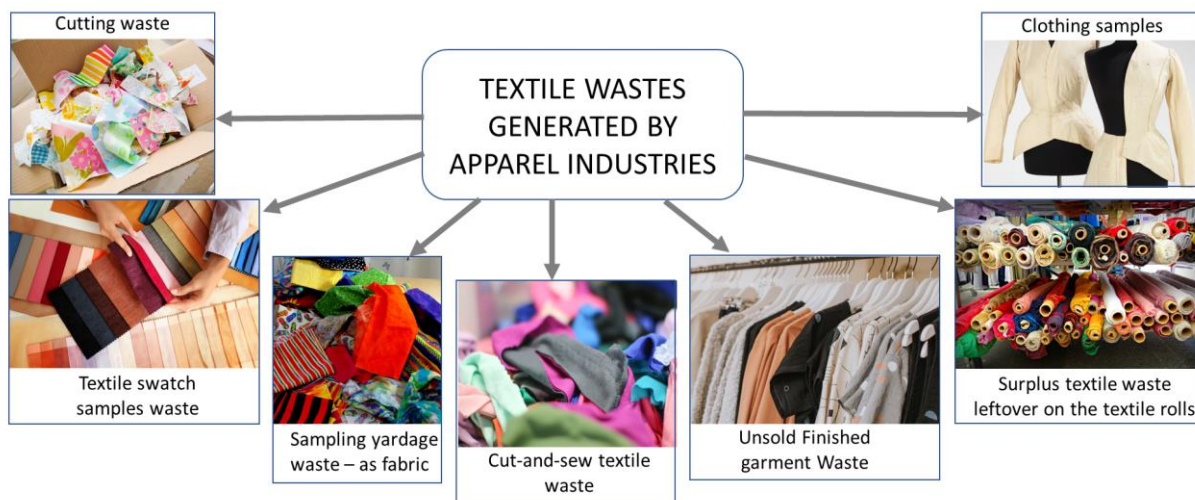 Cutting waste
TEXTILE WASTES
GENERATED BY
APPAREL INDUSTRIES
Clothing samples
Textile swatch
samples waste
Sampling yardage
waste – as fabric
Cut-and-sew textile
waste
Unsold Finished
garment Waste
Surplus textile waste
leftover on the textile rolls